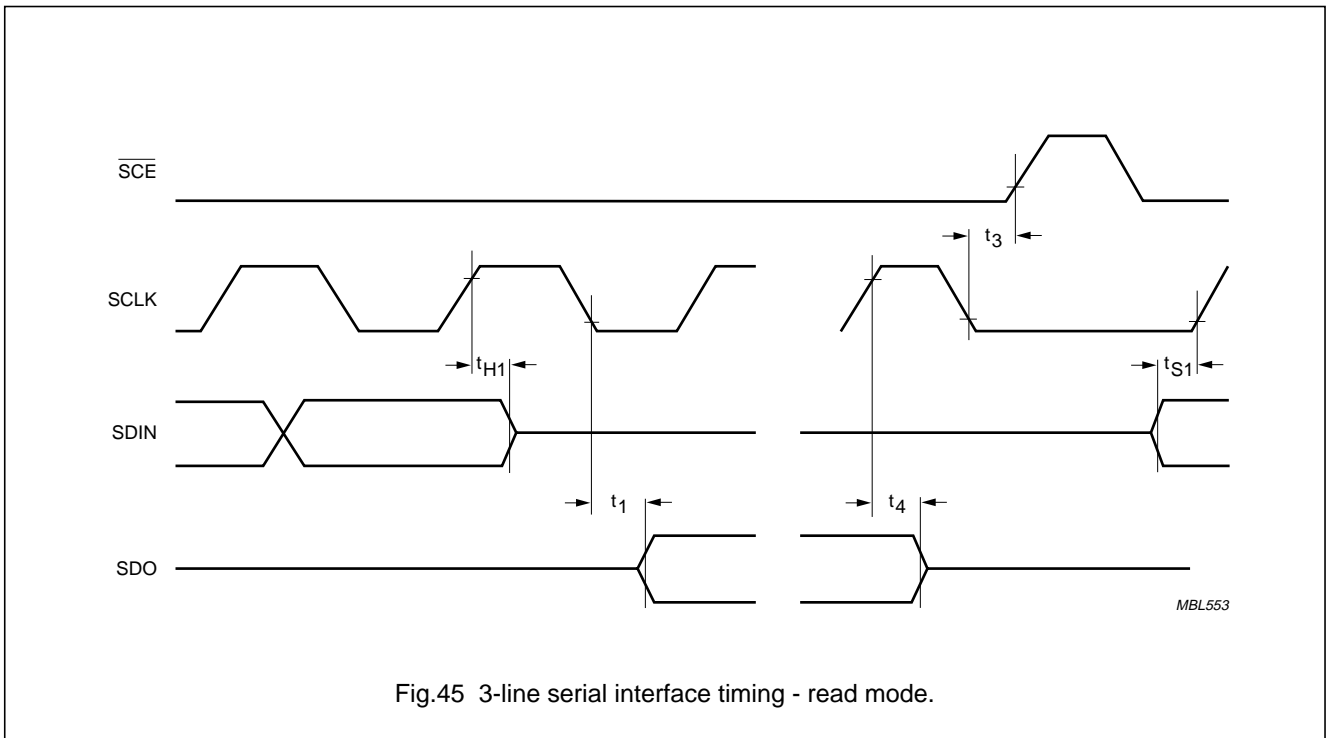 SCE
t3
SCLK
tH1
tS1
SDIN
t1
t4
SDO
MBL553
Fig.45 3-line serial interface timing - read mode.